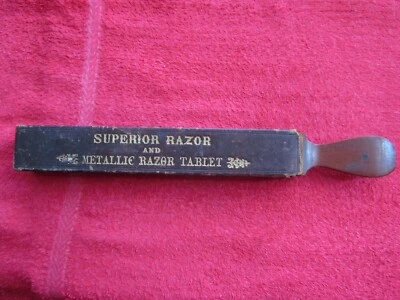 SUPERIOR RAZOR
AND
METALLIC RAZOR TABLET